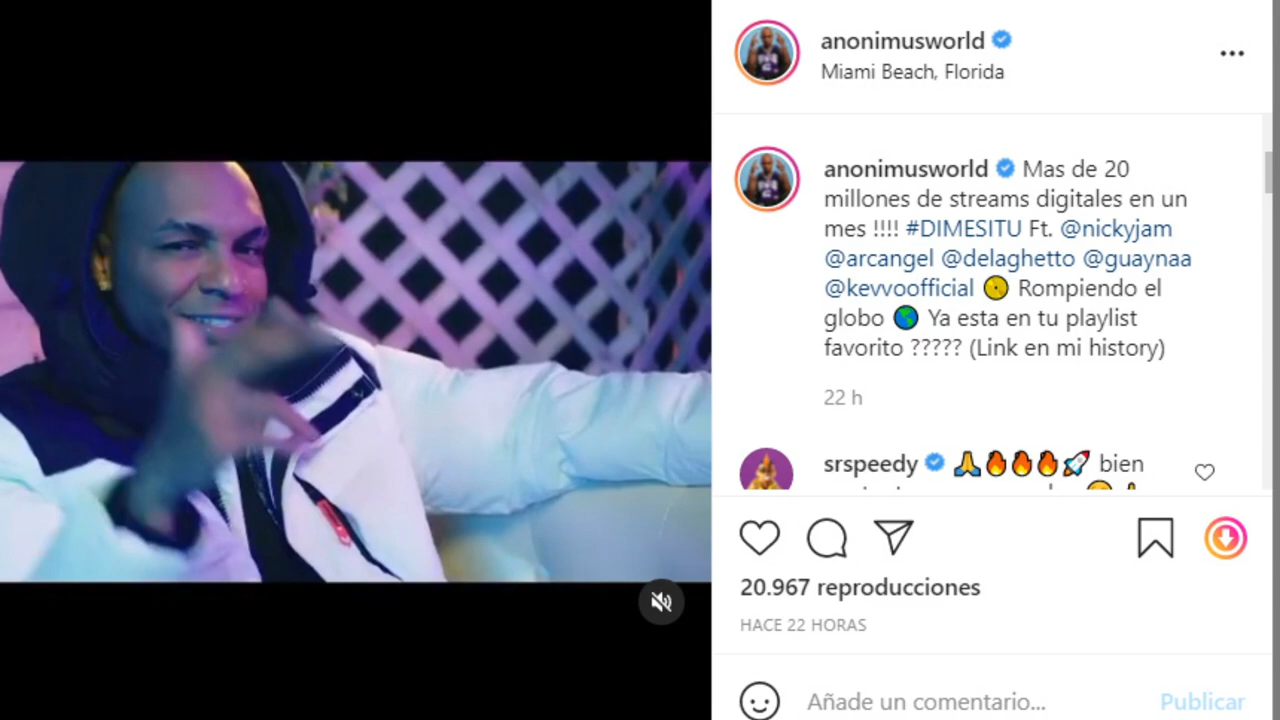 anonimusworld
Miami Beach, Florida
anonimusworld Mas de 20
millones de streams digitales en un
mes !!!! #DIMESITU Ft. @nickyjam
@arcangel @delaghetto @guaynaa
@kevvoofficial Rompiendo el
globo Ya esta en tu playlist
favorito ????? (Link en mi history)
22 h
srspeedy bien
20.967 reproducciones
HACE 22 HORAS
Añade un comentario...
Publicar